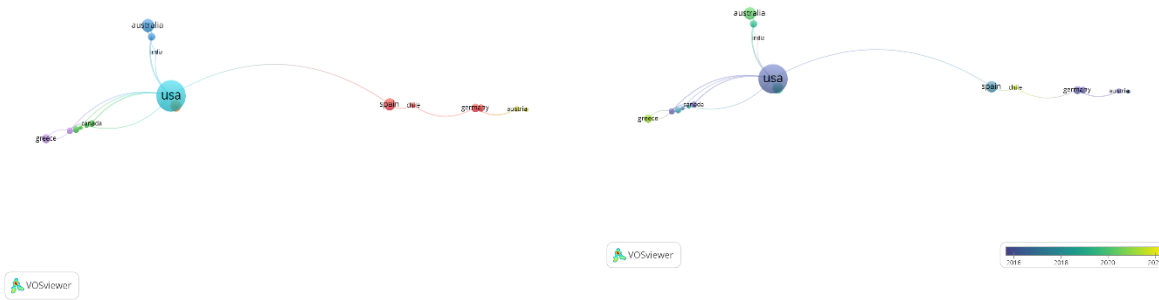 australia
india
usa
canada
greece
spain
chile
germany
austria
VOSviewer
australia
india
usa
canada
greece
spain
chile
germany
austria
VOSviewer
2016 2018 2020